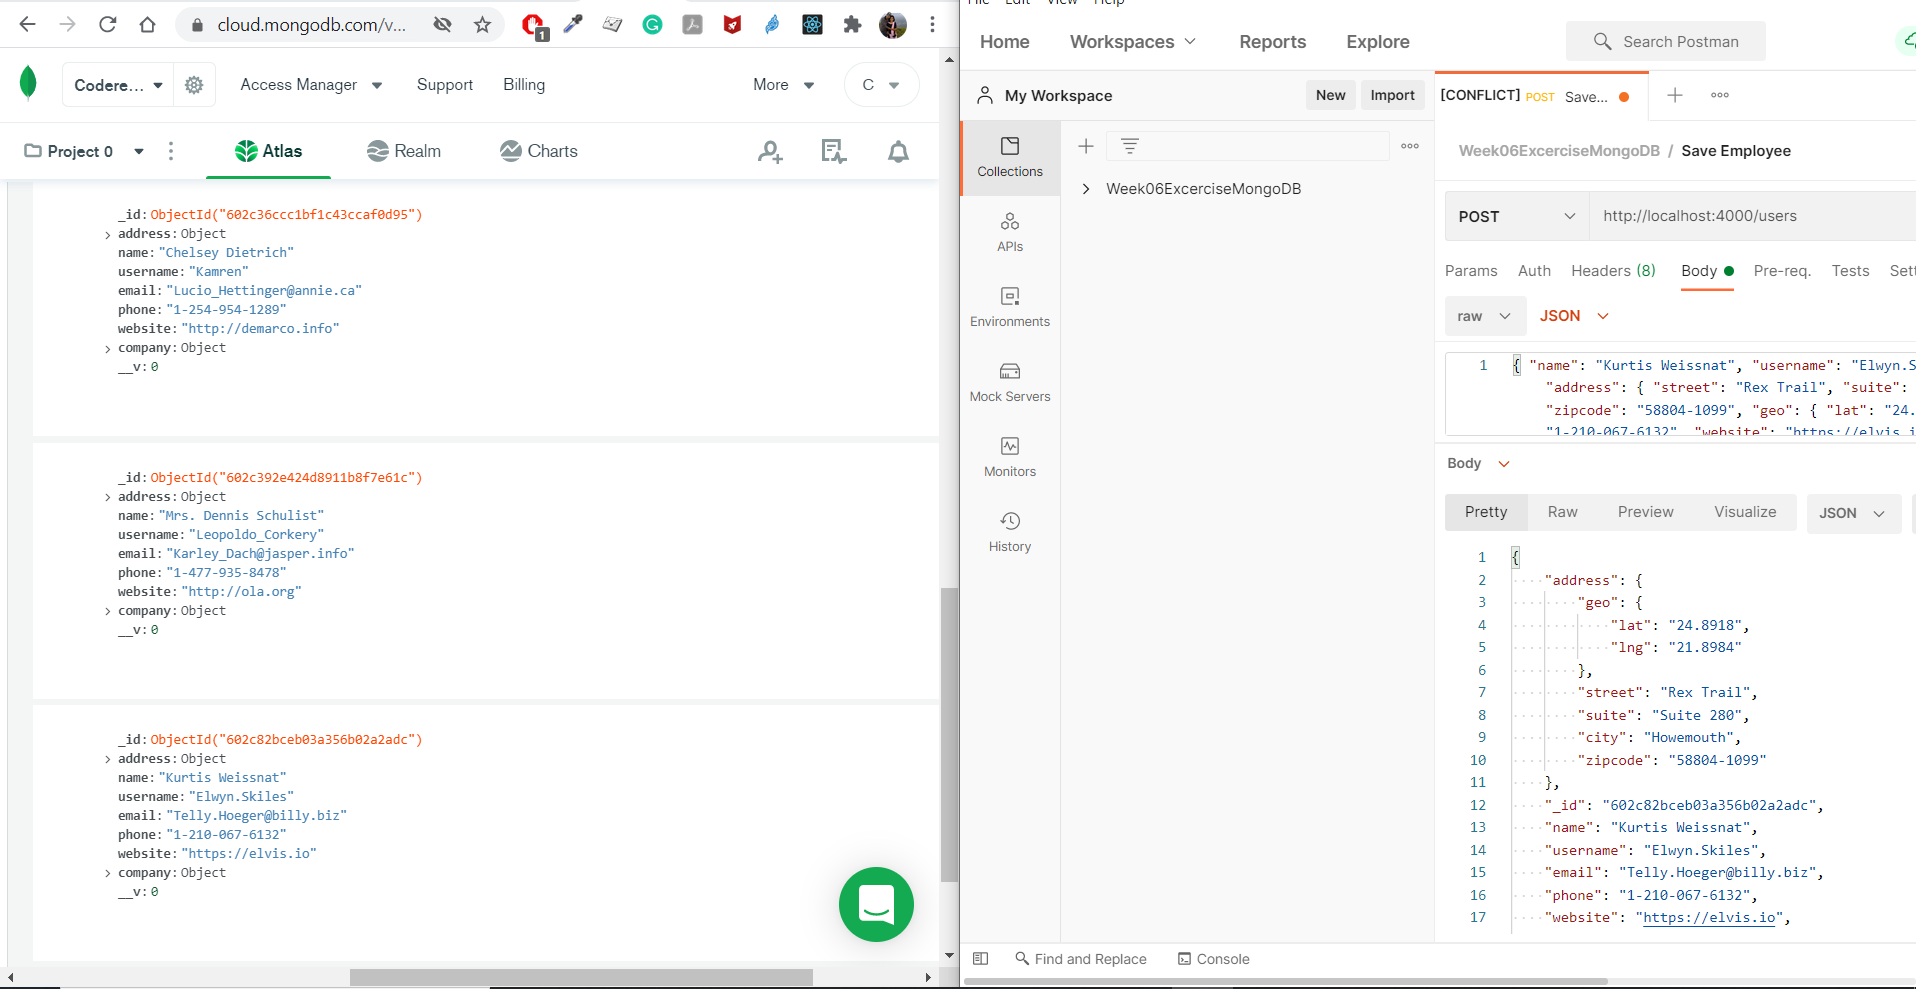 cloud.mongodb.com/v...
1
Codere...
Access Manager
Support
Billing
More
C
Project 0
Atlas
Realm
Charts
_id: ObjectId("602c36ccc1bf1c43ccaf0d95")
address: Object
name: "Chelsey Dietrich"
username: "Kamren"
email: "Lucio_Hettinger@annie.ca"
phone: "1-254-954-1289"
website: "http://demarco.info"
company: Object
__v: 0
_id: ObjectId("602c392e424d8911b8f7e61c")
address: Object
name: "Mrs. Dennis Schulist"
username: "Leopoldo_Corkery"
email: "Karley_Dach@jasper.info"
phone: "1-477-935-8478"
website: "http://ola.org"
company: Object
__v: 0
_id: ObjectId("602c82bceb03a356b02a2adc")
address: Object
name: "Kurtis Weissnat"
username: "Elwyn.Skiles"
email: "Telly.Hoeger@billy.biz"
phone: "1-210-067-6132"
website: "https://elvis.io"
company: Object
__v: 0
File Edit View Help
Home
Workspaces
Reports
Explore
Search Postman
My Workspace
New
Import
[CONFLICT] POST Save...
Collections
APIs
Environments
Mock Servers
Monitors
History
Week06ExcerciseMongoDB
Week06ExcerciseMongoDB / Save Employee
POST
http://localhost:4000/users
Params
Auth
Headers (8)
Body
Pre-req.
Tests
Sett
raw
JSON
1 { "name": "Kurtis Weissnat", "username": "Elwyn.S
"address": { "street": "Rex Trail", "suite":
"zipcode": "58804-1099", "geo": { "lat": "24.
"1-210-067-6132", "website": "https://elvis.i
Body
Pretty
Raw
Preview
Visualize
JSON
1 {
2 "address": {
3 "geo": {
4 "lat": "24.8918",
5 "lng": "21.8984"
6 },
7 "street": "Rex Trail",
8 "suite": "Suite 280",
9 "city": "Howemouth",
10 "zipcode": "58804-1099"
11 },
12 "_id": "602c82bceb03a356b02a2adc",
13 "name": "Kurtis Weissnat",
14 "username": "Elwyn.Skiles",
15 "email": "Telly.Hoeger@billy.biz",
16 "phone": "1-210-067-6132",
17 "website": "https://elvis.io",
Find and Replace
Console